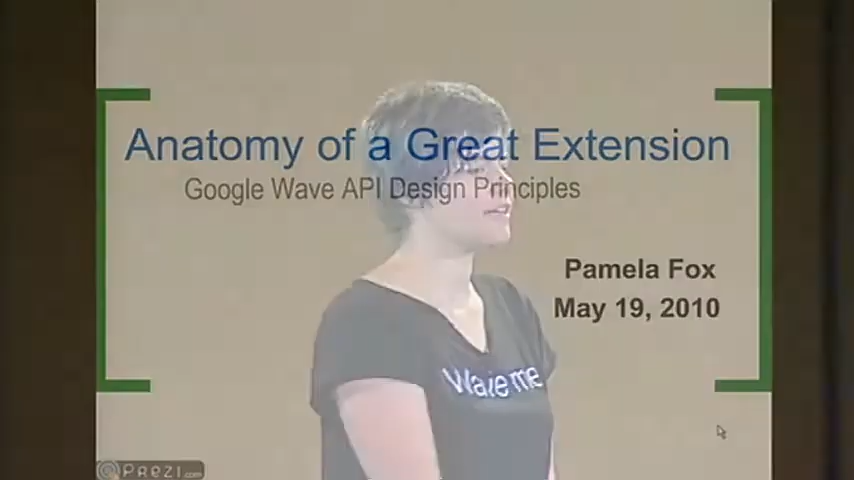 Anatomy of a Great Extension
Google Wave API Design Principles
Pamela Fox
May 19, 2010
Wave me
PREZI.com